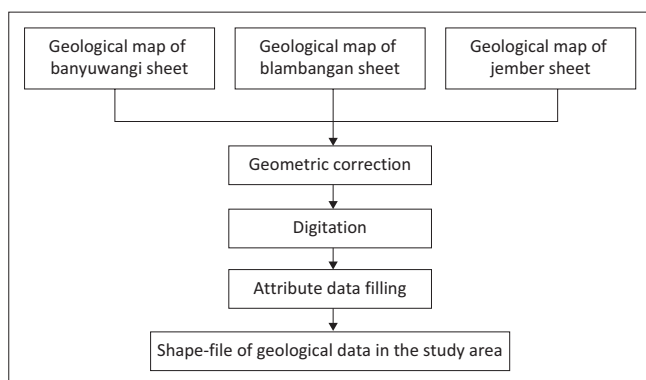 Geological map of
banyuwangi sheet
Geological map of
blambangan sheet
Geological map of
jember sheet
Geometric correction
Digitation
Attribute data filling
Shape-file of geological data in the study area